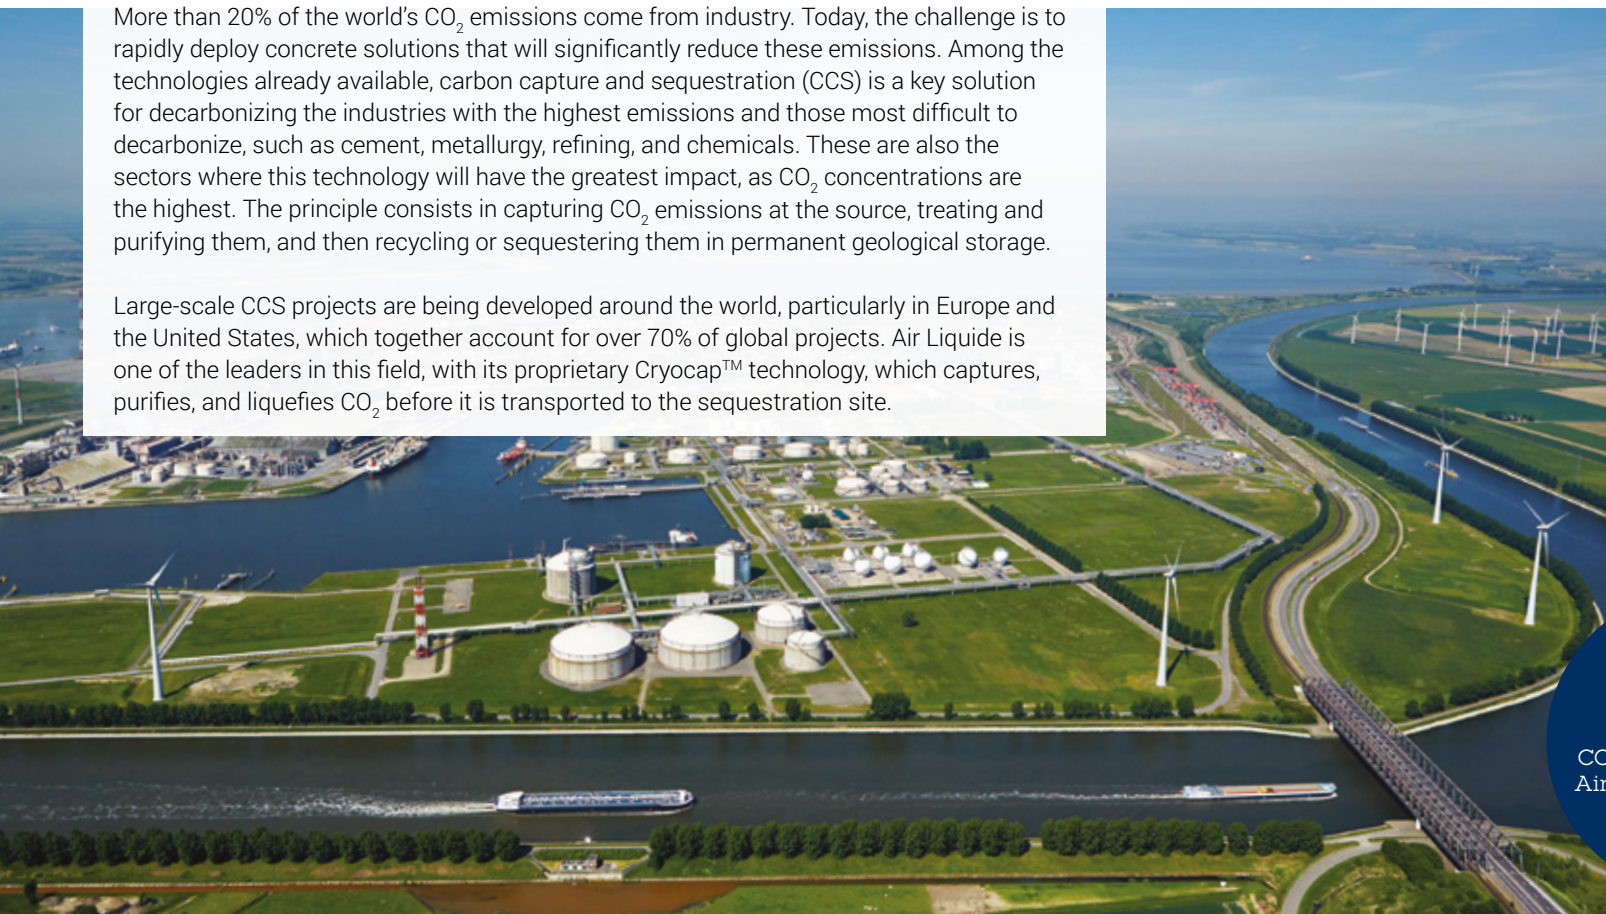 More than 20% of the world's CO₂ emissions come from industry. Today, the challenge is to
rapidly deploy concrete solutions that will significantly reduce these emissions. Among the
technologies already available, carbon capture and sequestration (CCS) is a key solution
for decarbonizing the industries with the highest emissions and those most difficult to
decarbonize, such as cement, metallurgy, refining, and chemicals. These are also the
sectors where this technology will have the greatest impact, as CO₂ concentrations are
the highest. The principle consists in capturing CO₂ emissions at the source, treating and
purifying them, and then recycling or sequestering them in permanent geological storage.

Large-scale CCS projects are being developed around the world, particularly in Europe and
the United States, which together account for over 70% of global projects. Air Liquide is
one of the leaders in this field, with its proprietary Cryocap™ technology, which captures,
purifies, and liquefies CO₂ before it is transported to the sequestration site.
Air